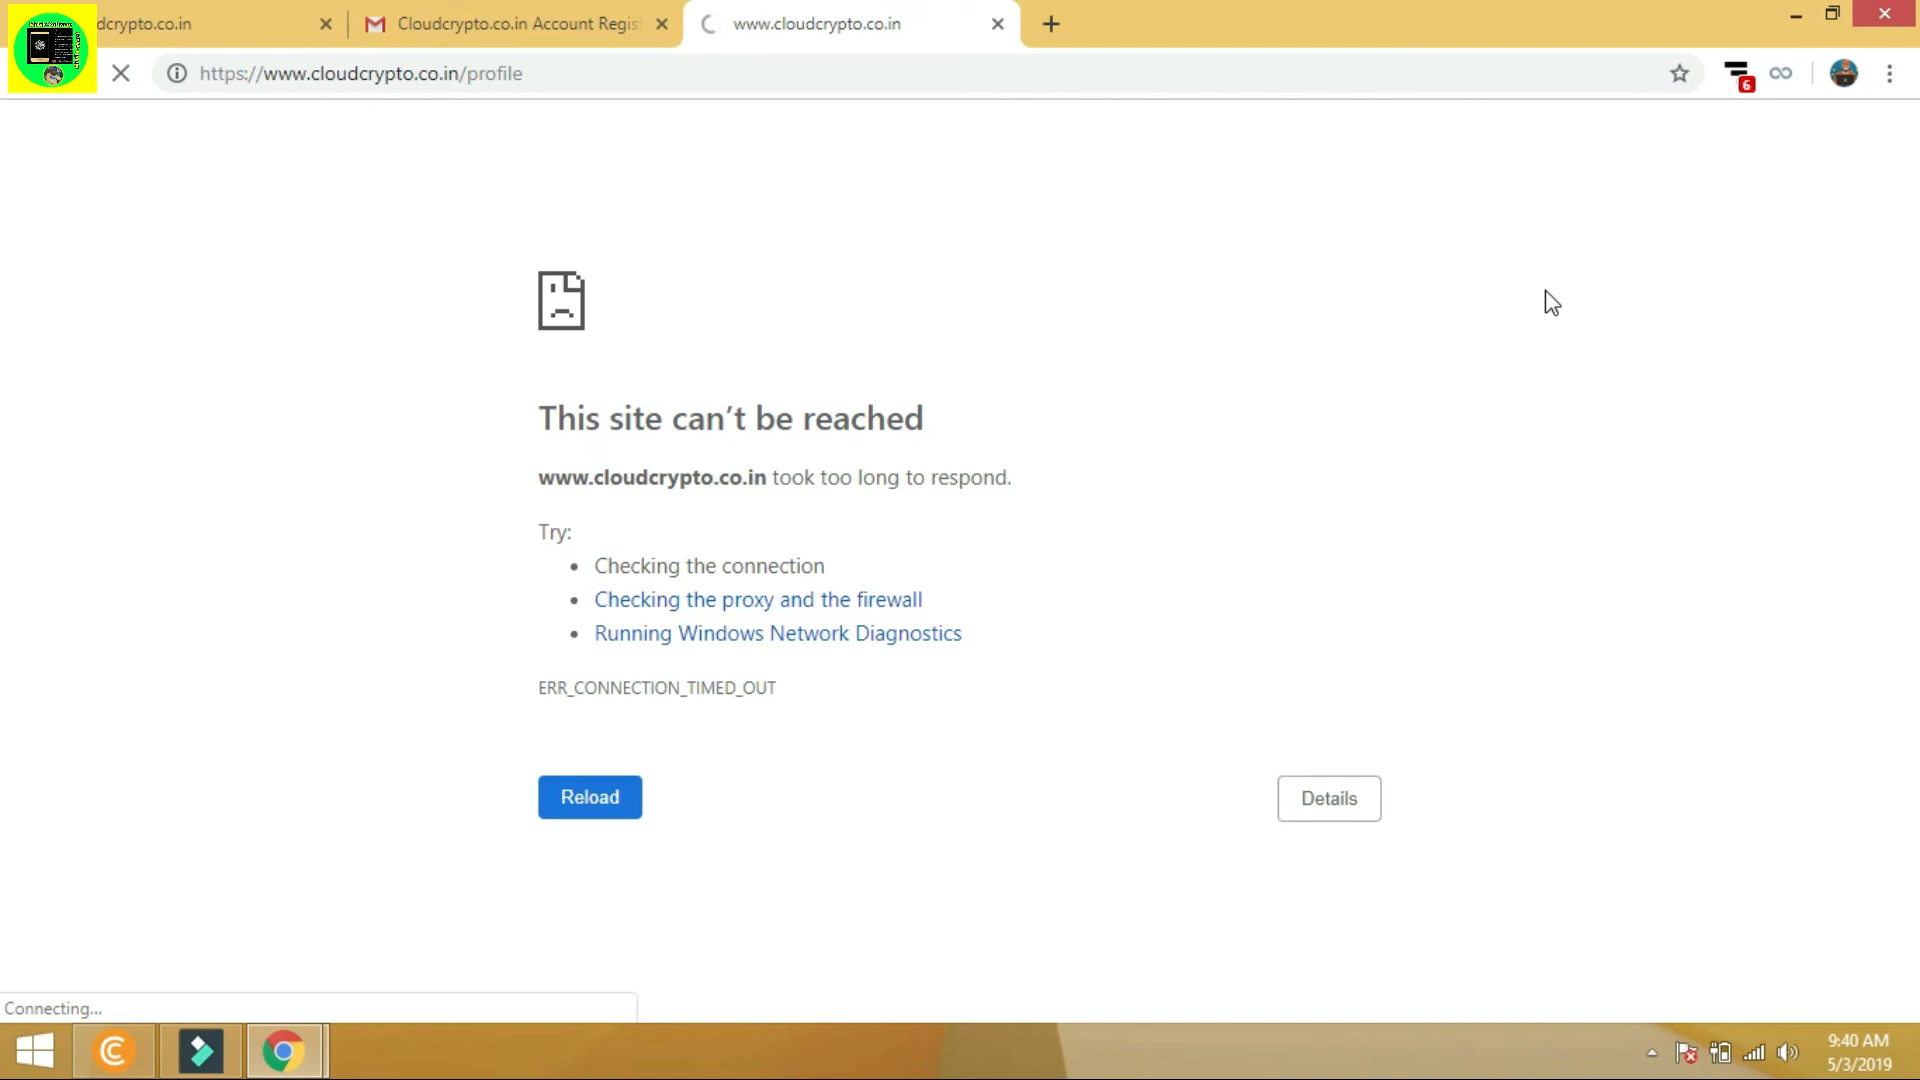 dcrypto.co.in
Cloudcrypto.co.in Account Regis
www.cloudcrypto.co.in
https://www.cloudcrypto.co.in/profile
6
This site can't be reached
www.cloudcrypto.co.in took too long to respond.
Try:
• Checking the connection
• Checking the proxy and the firewall
• Running Windows Network Diagnostics
ERR_CONNECTION_TIMED_OUT
Reload
Details
Connecting...
9:40 AM
5/3/2019